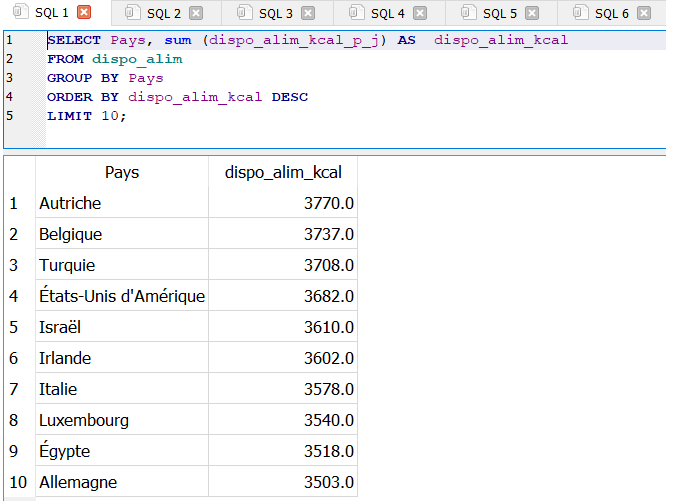 SQL 1 SQL 2 SQL 3 SQL 4 SQL 5 SQL 6
1 SELECT Pays, sum (dispo_alim_kcal_p_j) AS dispo_alim_kcal
2 FROM dispo_alim
3 GROUP BY Pays
4 ORDER BY dispo_alim_kcal DESC
5 LIMIT 10;
Pays dispo_alim_kcal
1 Autriche 3770.0
2 Belgique 3737.0
3 Turquie 3708.0
4 États-Unis d'Amérique 3682.0
5 Israël 3610.0
6 Irlande 3602.0
7 Italie 3578.0
8 Luxembourg 3540.0
9 Égypte 3518.0
10 Allemagne 3503.0